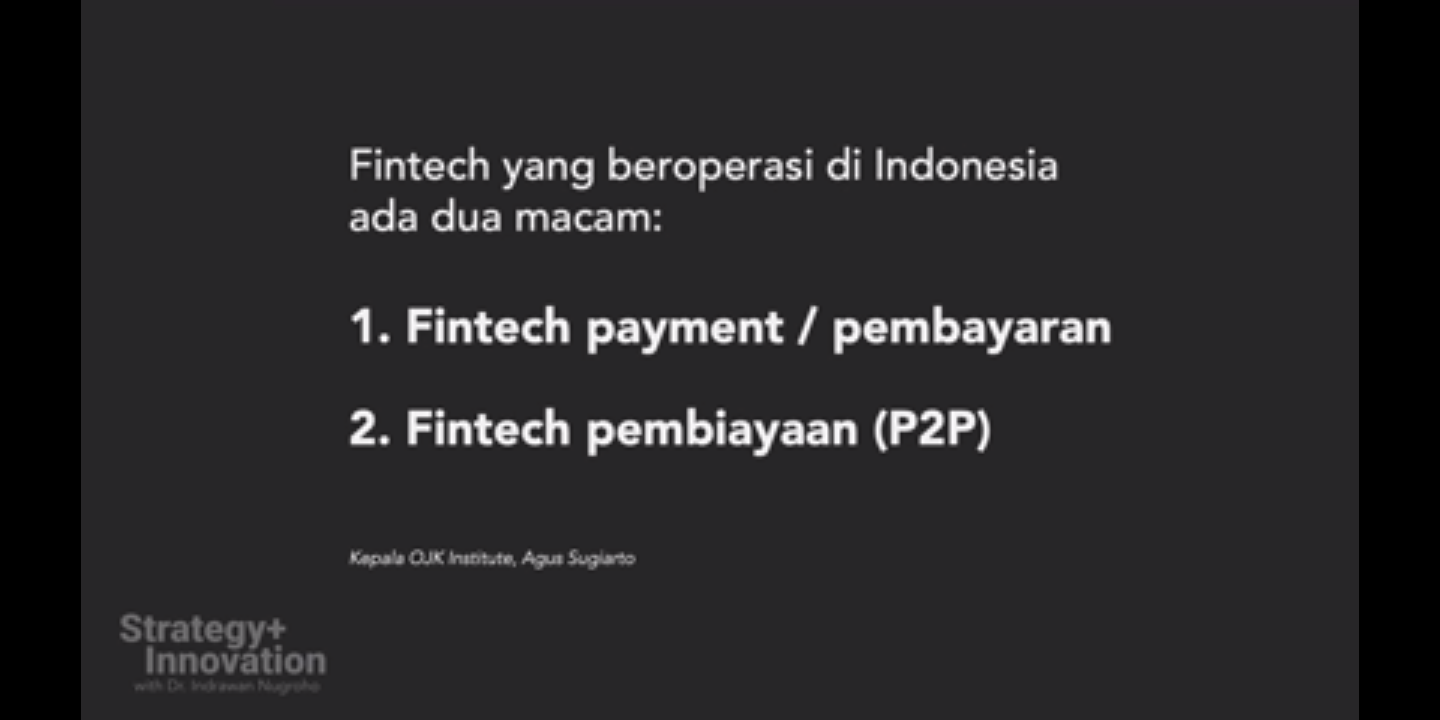 Fintech yang beroperasi di Indonesia
ada dua macam:
1. Fintech payment / pembayaran
2. Fintech pembiayaan (P2P)
Kepala OJK Institute, Agus Sugiarto
Strategy+
Innovation
with Dr. Indrawan Nugroho